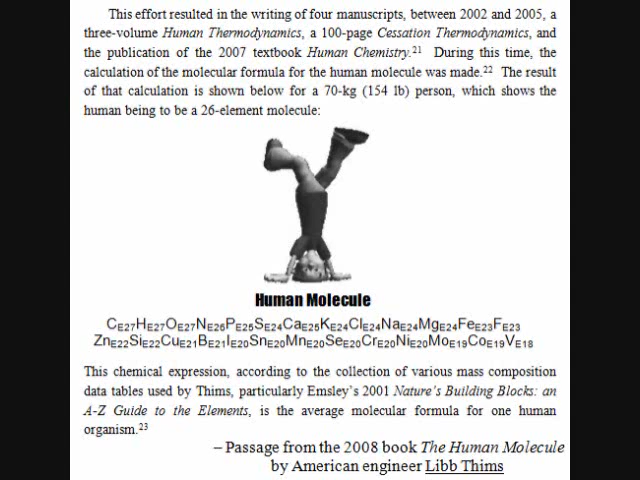 This effort resulted in the writing of four manuscripts, between 2002 and 2005, a
three-volume Human Thermodynamics, a 100-page Cessation Thermodynamics, and
the publication of the 2007 textbook Human Chemistry.21 During this time, the
calculation of the molecular formula for the human molecule was made.22 The result
of that calculation is shown below for a 70-kg (154 lb) person, which shows the
human being to be a 26-element molecule:
Human Molecule
CE27HE27OE27NE26PE25SE24CaE25KE24ClE24NaE24MgE24FeE23FE23
ZnE22SiE22CuE21BE21IE20SnE20MnE20SeE20CrE20NiE20MoE19CoE19VE18
This chemical expression, according to the collection of various mass composition
data tables used by Thims, particularly Emsley's 2001 Nature's Building Blocks: an
A-Z Guide to the Elements, is the average molecular formula for one human
organism.23
– Passage from the 2008 book The Human Molecule
by American engineer Libb Thims